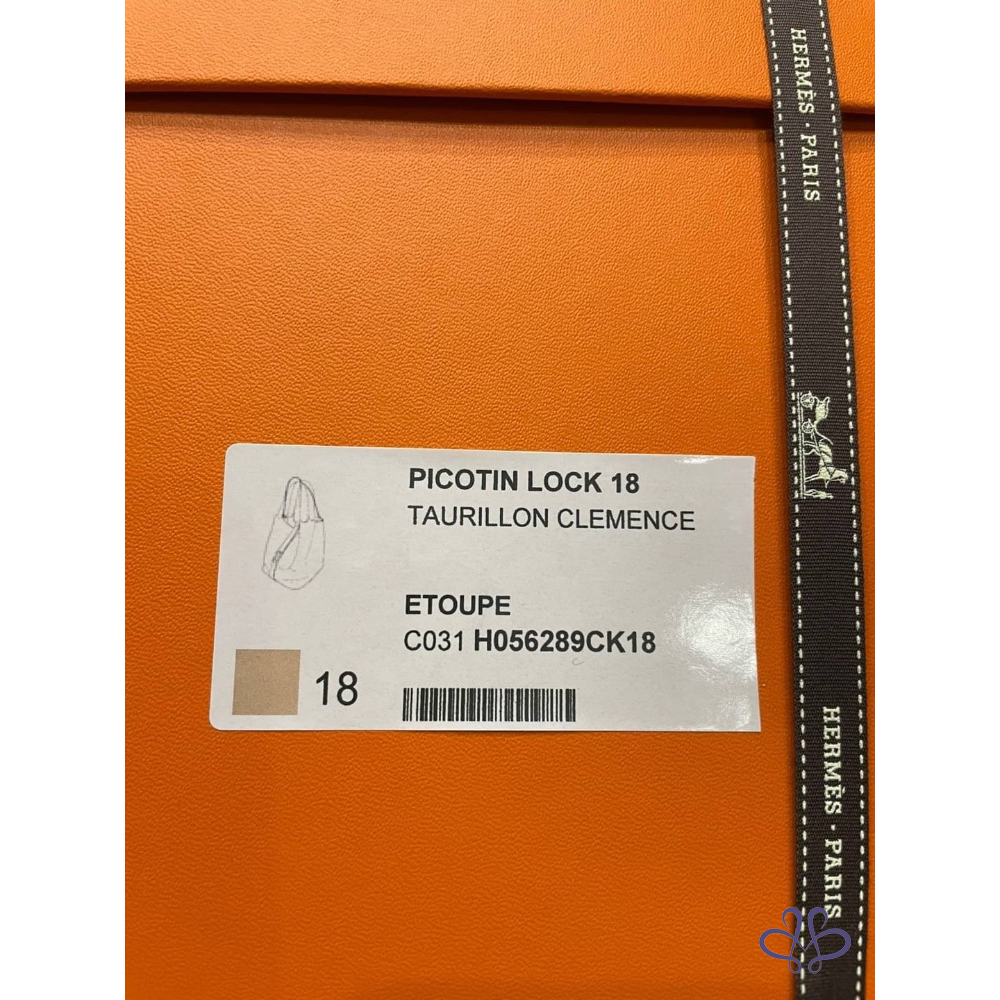 HERMÈS · PARIS
PICOTIN LOCK 18
TAURILLON CLEMENCE
ETOUPE
C031 H056289CK18
18
HERMÈS · PARIS